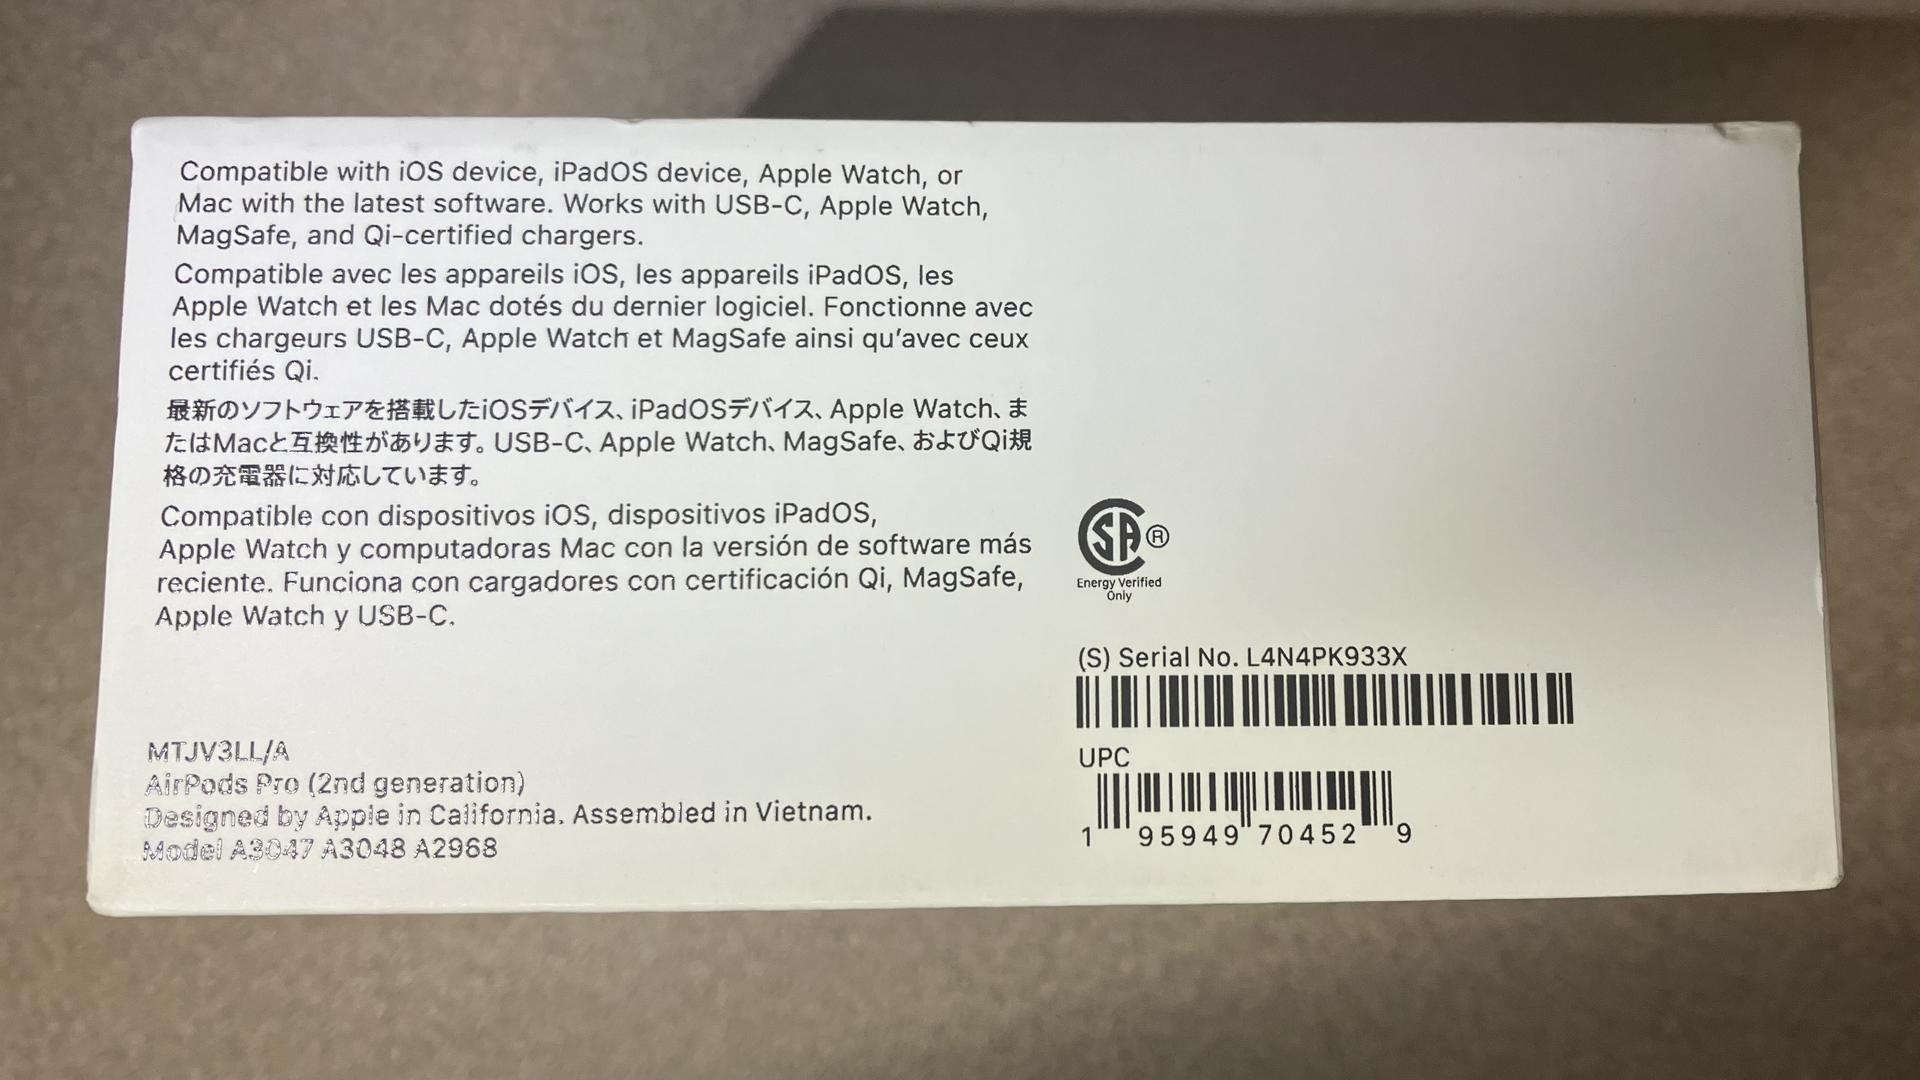 Compatible with iOS device, iPadOS device, Apple Watch, or
Mac with the latest software. Works with USB-C, Apple Watch,
MagSafe, and Qi-certified chargers.
Compatible avec les appareils iOS, les appareils iPadOS, les
Apple Watch et les Mac dotés du dernier logiciel. Fonctionne avec
les chargeurs USB-C, Apple Watch et MagSafe ainsi qu’avec ceux
certifiés Qi.
最新のソフトウェアを搭載したiOSデバイス、iPadOSデバイス、Apple Watch、ま
たはMacと互換性があります。USB-C、Apple Watch、MagSafe、およびQi規
格の充電器に対応しています。
Compatible con dispositivos iOS, dispositivos iPadOS,
Apple Watch y computadoras Mac con la versión de software más
reciente. Funciona con cargadores con certificación Qi, MagSafe,
Apple Watch y USB-C.
MTJV3LL/A
AirPods Pro (2nd generation)
Designed by Apple in California. Assembled in Vietnam.
Model A3047 A3048 A2968
CSA®
Energy Verified
Only
(S) Serial No. L4N4PK933X
UPC
1 95949 70452 9